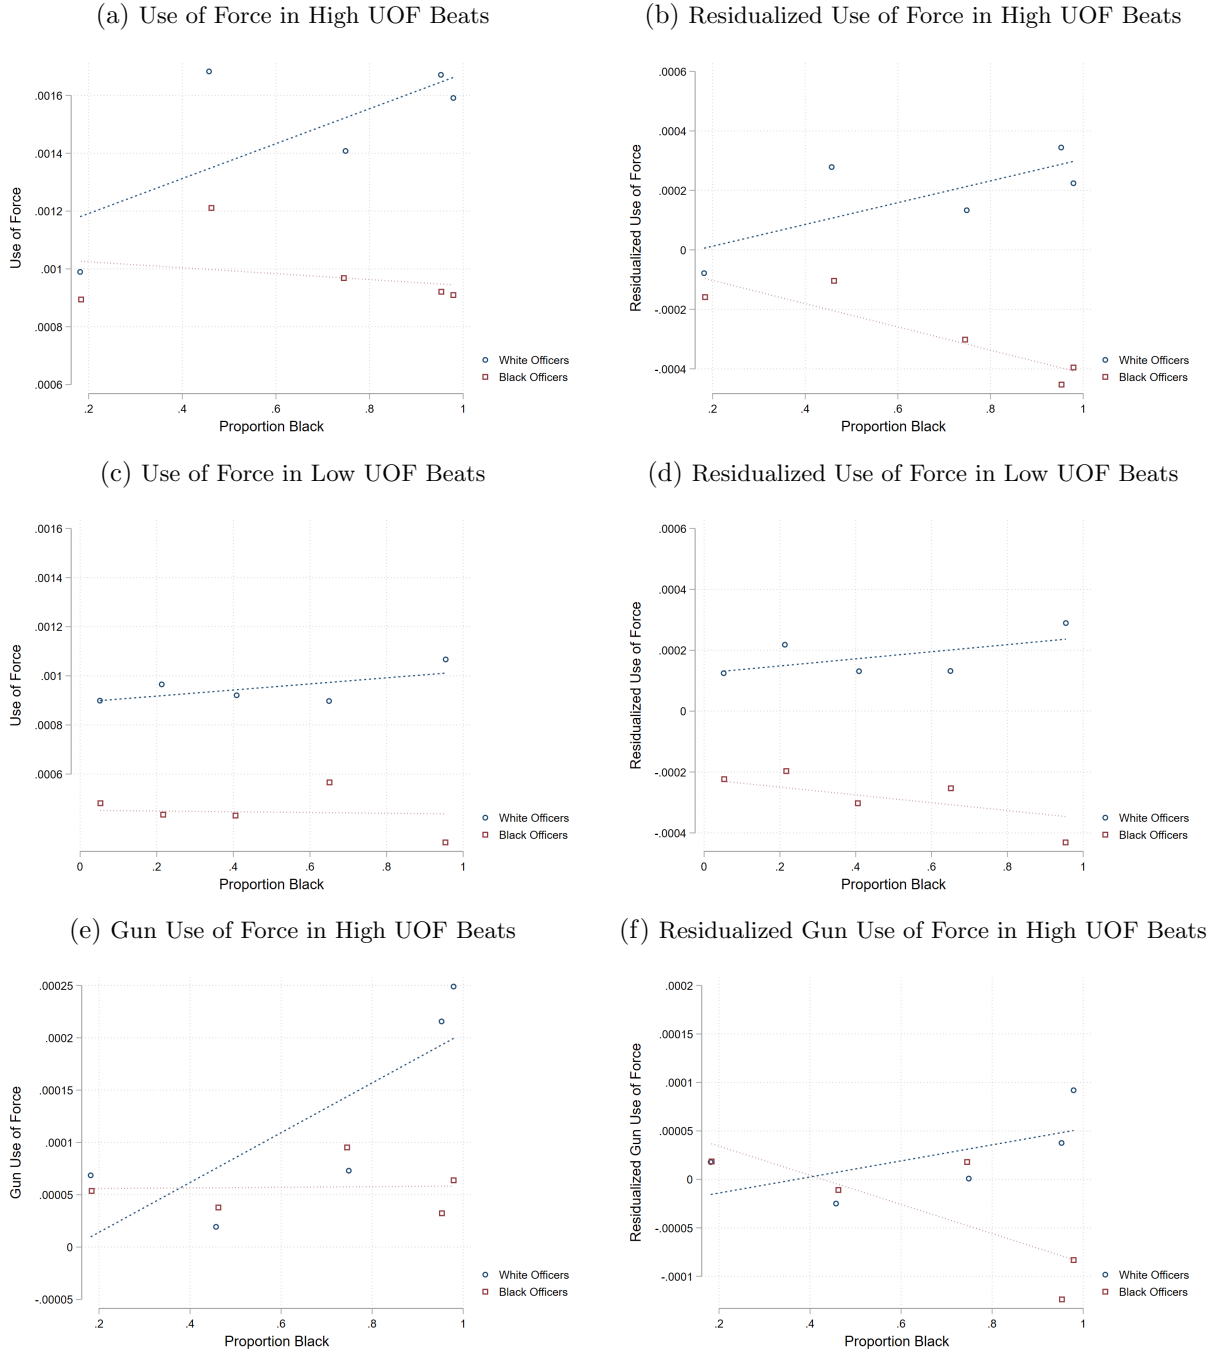 (a) Use of Force in High UOF Beats
Use of Force
.0016
.0014
.0012
.001
.0008
.0006
.2 .4 .6 .8 1
Proportion Black
White Officers
Black Officers
(b) Residualized Use of Force in High UOF Beats
Residualized Use of Force
.0006
.0004
.0002
0
-.0002
-.0004
.2 .4 .6 .8 1
Proportion Black
White Officers
Black Officers
(c) Use of Force in Low UOF Beats
Use of Force
.0016
.0014
.0012
.001
.0008
.0006
0 .2 .4 .6 .8 1
Proportion Black
White Officers
Black Officers
(d) Residualized Use of Force in Low UOF Beats
Residualized Use of Force
.0006
.0004
.0002
0
-.0002
-.0004
0 .2 .4 .6 .8 1
Proportion Black
White Officers
Black Officers
(e) Gun Use of Force in High UOF Beats
Gun Use of Force
.00025
.0002
.00015
.0001
.00005
0
-.00005
.2 .4 .6 .8 1
Proportion Black
White Officers
Black Officers
(f) Residualized Gun Use of Force in High UOF Beats
Residualized Gun Use of Force
.0002
.00015
.0001
.00005
0
-.00005
-.0001
.2 .4 .6 .8 1
Proportion Black
White Officers
Black Officers